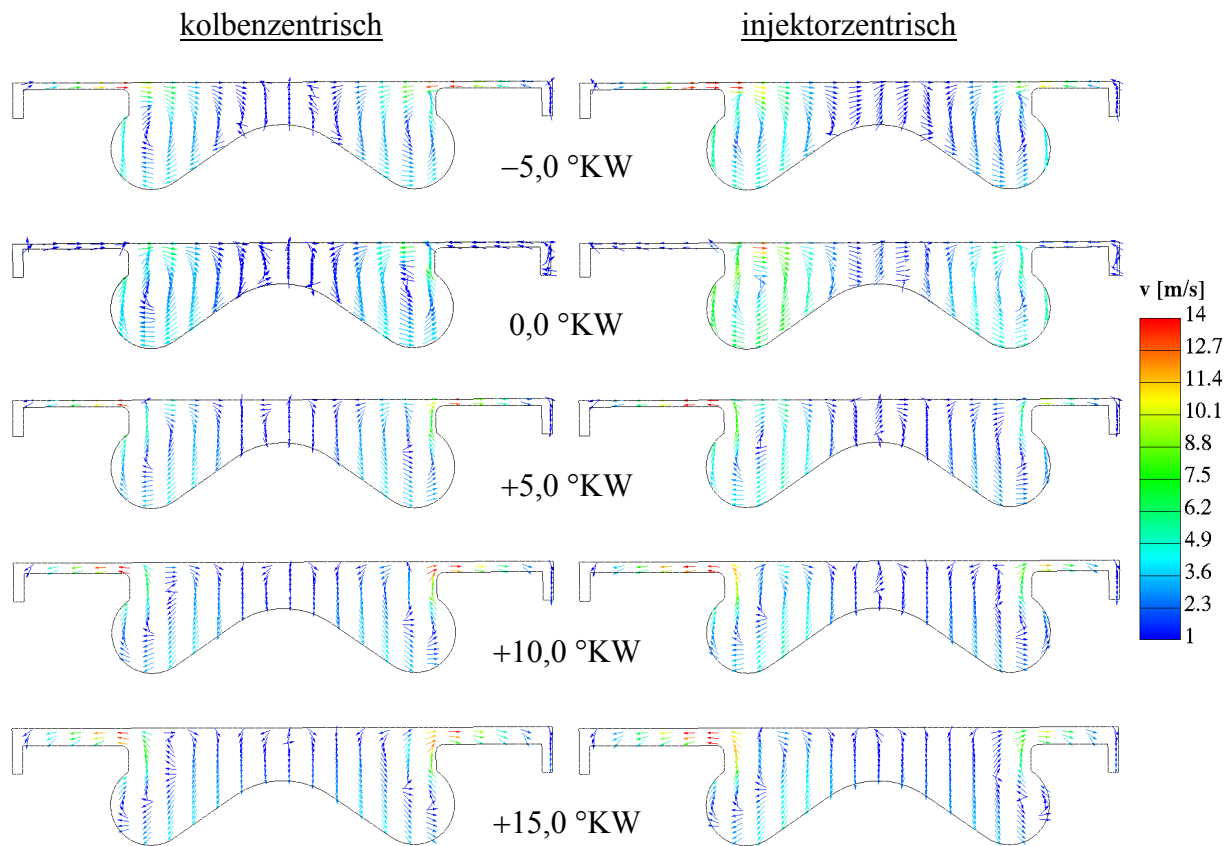 kolbenzentrisch
injektorzentrisch
−5,0 °KW
0,0 °KW
+5,0 °KW
+10,0 °KW
+15,0 °KW
v [m/s]
14
12.7
11.4
10.1
8.8
7.5
6.2
4.9
3.6
2.3
1